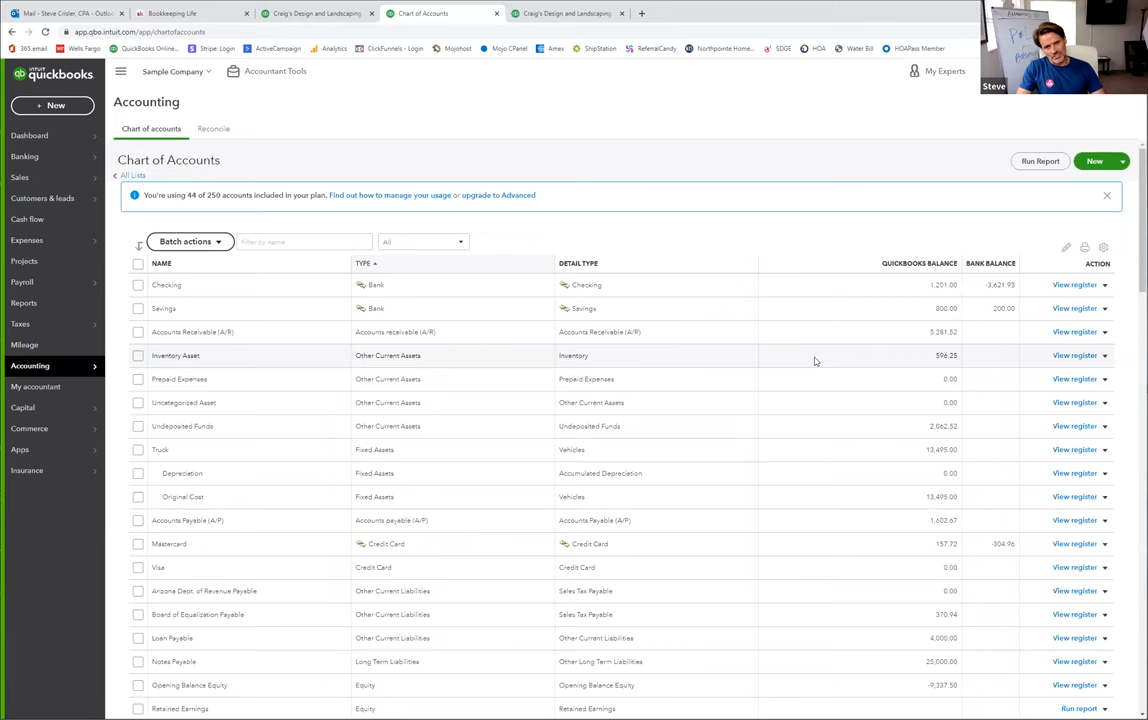 Mail - Steve Crisler, CPA - Outl
Bookkeeping Life
Craig's Design and Landscaping
Chart of Accounts
Craig's Design and Landscaping
app.qbo.intuit.com/app/chartofaccounts
365 email
Wells Fargo
QuickBooks Online...
Stripe: Login
ActiveCampaign
Analytics
ClickFunnels - Login
Mojohost
Mojo CPanel
Amex
ShipStation
ReferralCandy
Northpointe Home...
SDGE
HOA
Water Bill
HOAPass Member
Steve
INTUIT
quickbooks.
Sample Company
Accountant Tools
My Experts
+ New
Accounting
Dashboard
Banking
Sales
Customers & leads
Cash flow
Expenses
Projects
Payroll
Reports
Taxes
Mileage
Accounting
My accountant
Capital
Commerce
Apps
Insurance
Chart of accounts
Reconcile
Chart of Accounts
All Lists
Run Report
New
You're using 44 of 250 accounts included in your plan. Find out how to manage your usage or upgrade to Advanced
Batch actions
Filter by name
All
NAME TYPE DETAIL TYPE QUICKBOOKS BALANCE BANK BALANCE ACTION
Checking Bank Checking 1,201.00 -3,621.93 View register
Savings Bank Savings 800.00 200.00 View register
Accounts Receivable (A/R) Accounts receivable (A/R) Accounts Receivable (A/R) 5,281.52 View register
Inventory Asset Other Current Assets Inventory 596.25 View register
Prepaid Expenses Other Current Assets Prepaid Expenses 0.00 View register
Uncategorized Asset Other Current Assets Other Current Assets 0.00 View register
Undeposited Funds Other Current Assets Undeposited Funds 2,062.52 View register
Truck Fixed Assets Vehicles 13,495.00 View register
Depreciation Fixed Assets Accumulated Depreciation 0.00 View register
Original Cost Fixed Assets Vehicles 13,495.00 View register
Accounts Payable (A/P) Accounts payable (A/P) Accounts Payable (A/P) 1,602.67 View register
Mastercard Credit Card Credit Card 157.72 -304.96 View register
Visa Credit Card Credit Card 0.00 View register
Arizona Dept. of Revenue Payable Other Current Liabilities Sales Tax Payable 0.00 View register
Board of Equalization Payable Other Current Liabilities Sales Tax Payable 370.94 View register
Loan Payable Other Current Liabilities Other Current Liabilities 4,000.00 View register
Notes Payable Long Term Liabilities Other Long Term Liabilities 25,000.00 View register
Opening Balance Equity Equity Opening Balance Equity -9,337.50 View register
Retained Earnings Equity Retained Earnings Run report